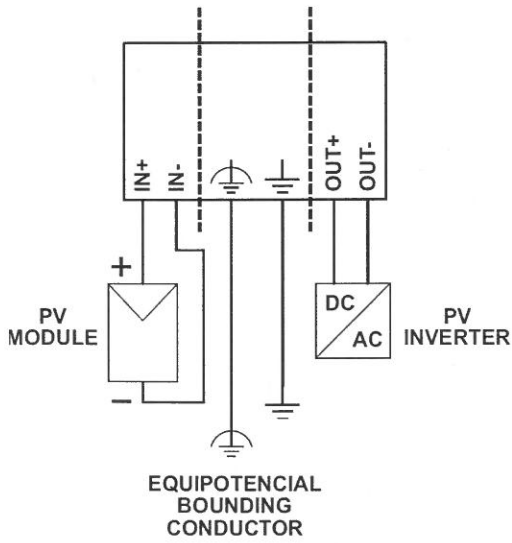 IN+
IN-
OUT+
OUT-
+
PV
MODULE
−
DC
AC
PV
INVERTER
EQUIPOTENCIAL
BOUNDING
CONDUCTOR